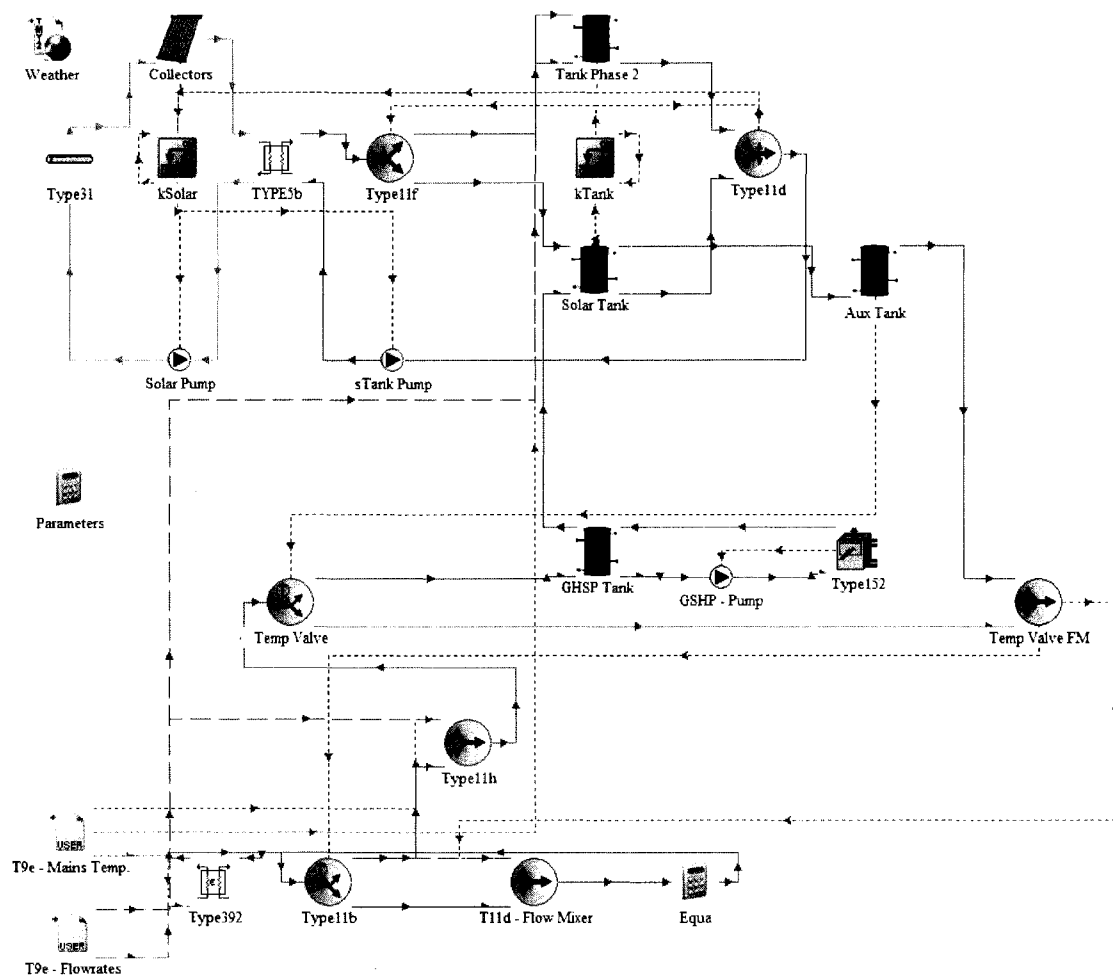 Weather
Collectors
Tank Phase 2
Type31
kSolar
TYPE5b
Type11f
kTank
Type11d
Solar Tank
Aux Tank
Solar Pump
sTank Pump
Parameters
GHSP Tank
GSHP - Pump
Type152
Temp Valve
Temp Valve FM
Type11h
USER
T9e - Mains Temp.
Type392
Type11b
T11d - Flow Mixer
Equa
USER
T9e - Flowrates